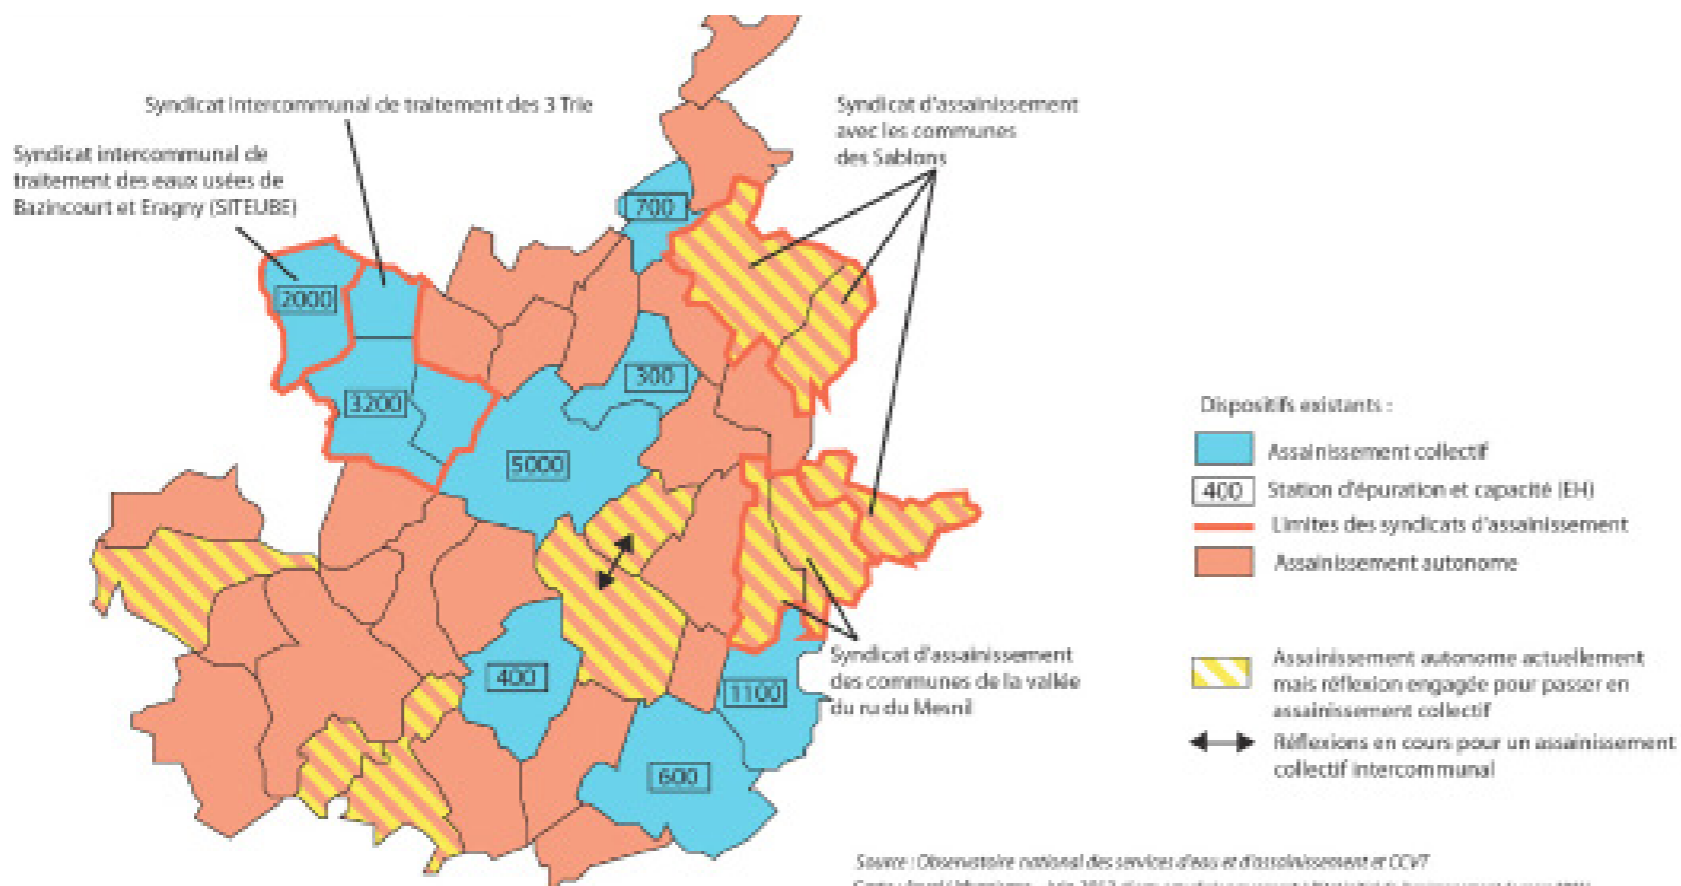 Syndicat intercommunal de traitement des 3 Trie
Syndicat intercommunal de
traitement des eaux usées de
Bazincourt et Eragny (SITEUBE)
Syndicat d'assainissement
avec les communes
des Sablons
700
2000
300
3200
5000
400
1100
600
Syndicat d'assainissement
des communes de la vallée
du ru du Mesnil
Dispositifs existants :
Assainissement collectif
400
Station d'épuration et capacité (EH)
Limites des syndicats d'assainissement
Assainissement autonome
Assainissement autonome actuellement
mais réflexion engagée pour passer en
assainissement collectif
Réflexions en cours pour un assainissement
collectif intercommunal
Source : Observatoire national des services d'eau et d'assainissement et CCVT